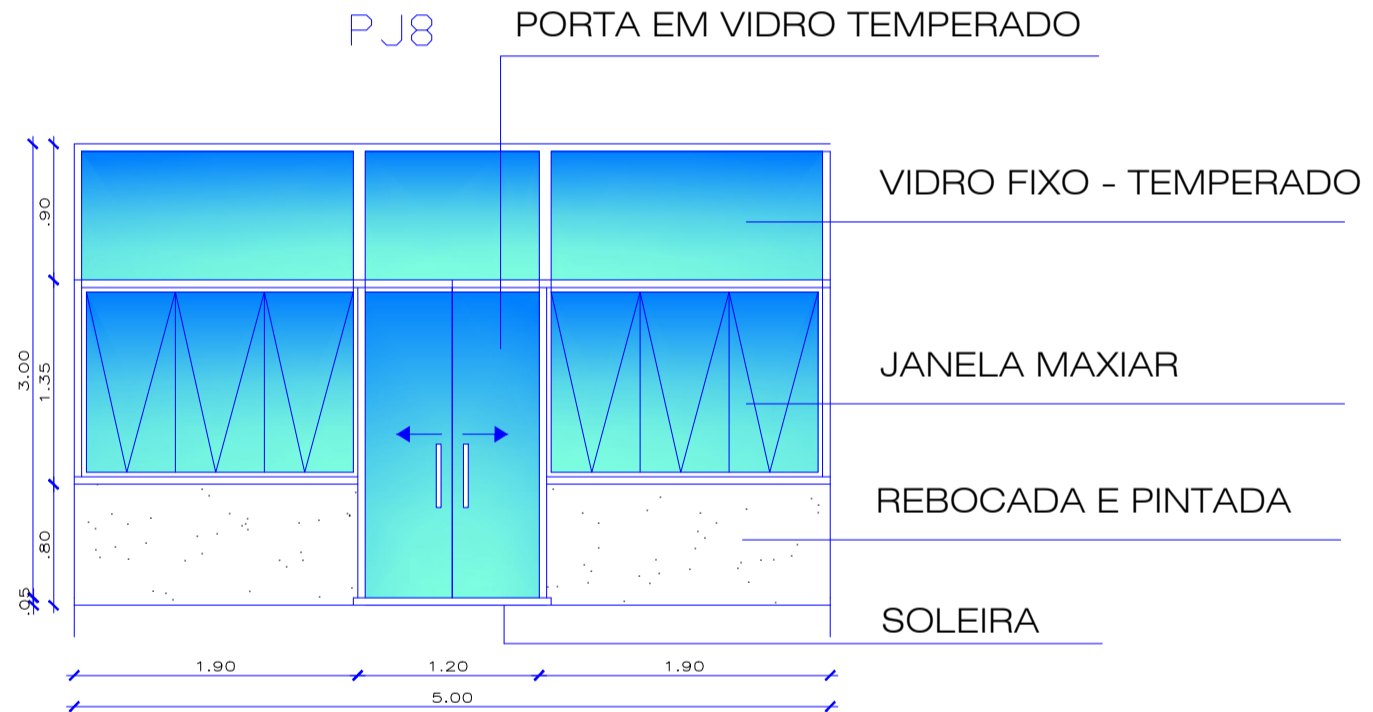 PJ8 PORTA EM VIDRO TEMPERADO
VIDRO FIXO - TEMPERADO
.90
3.00
1.35
JANELA MAXIAR
REBOCADA E PINTADA
.80
.05
SOLEIRA
1.90 1.20 1.90
5.00